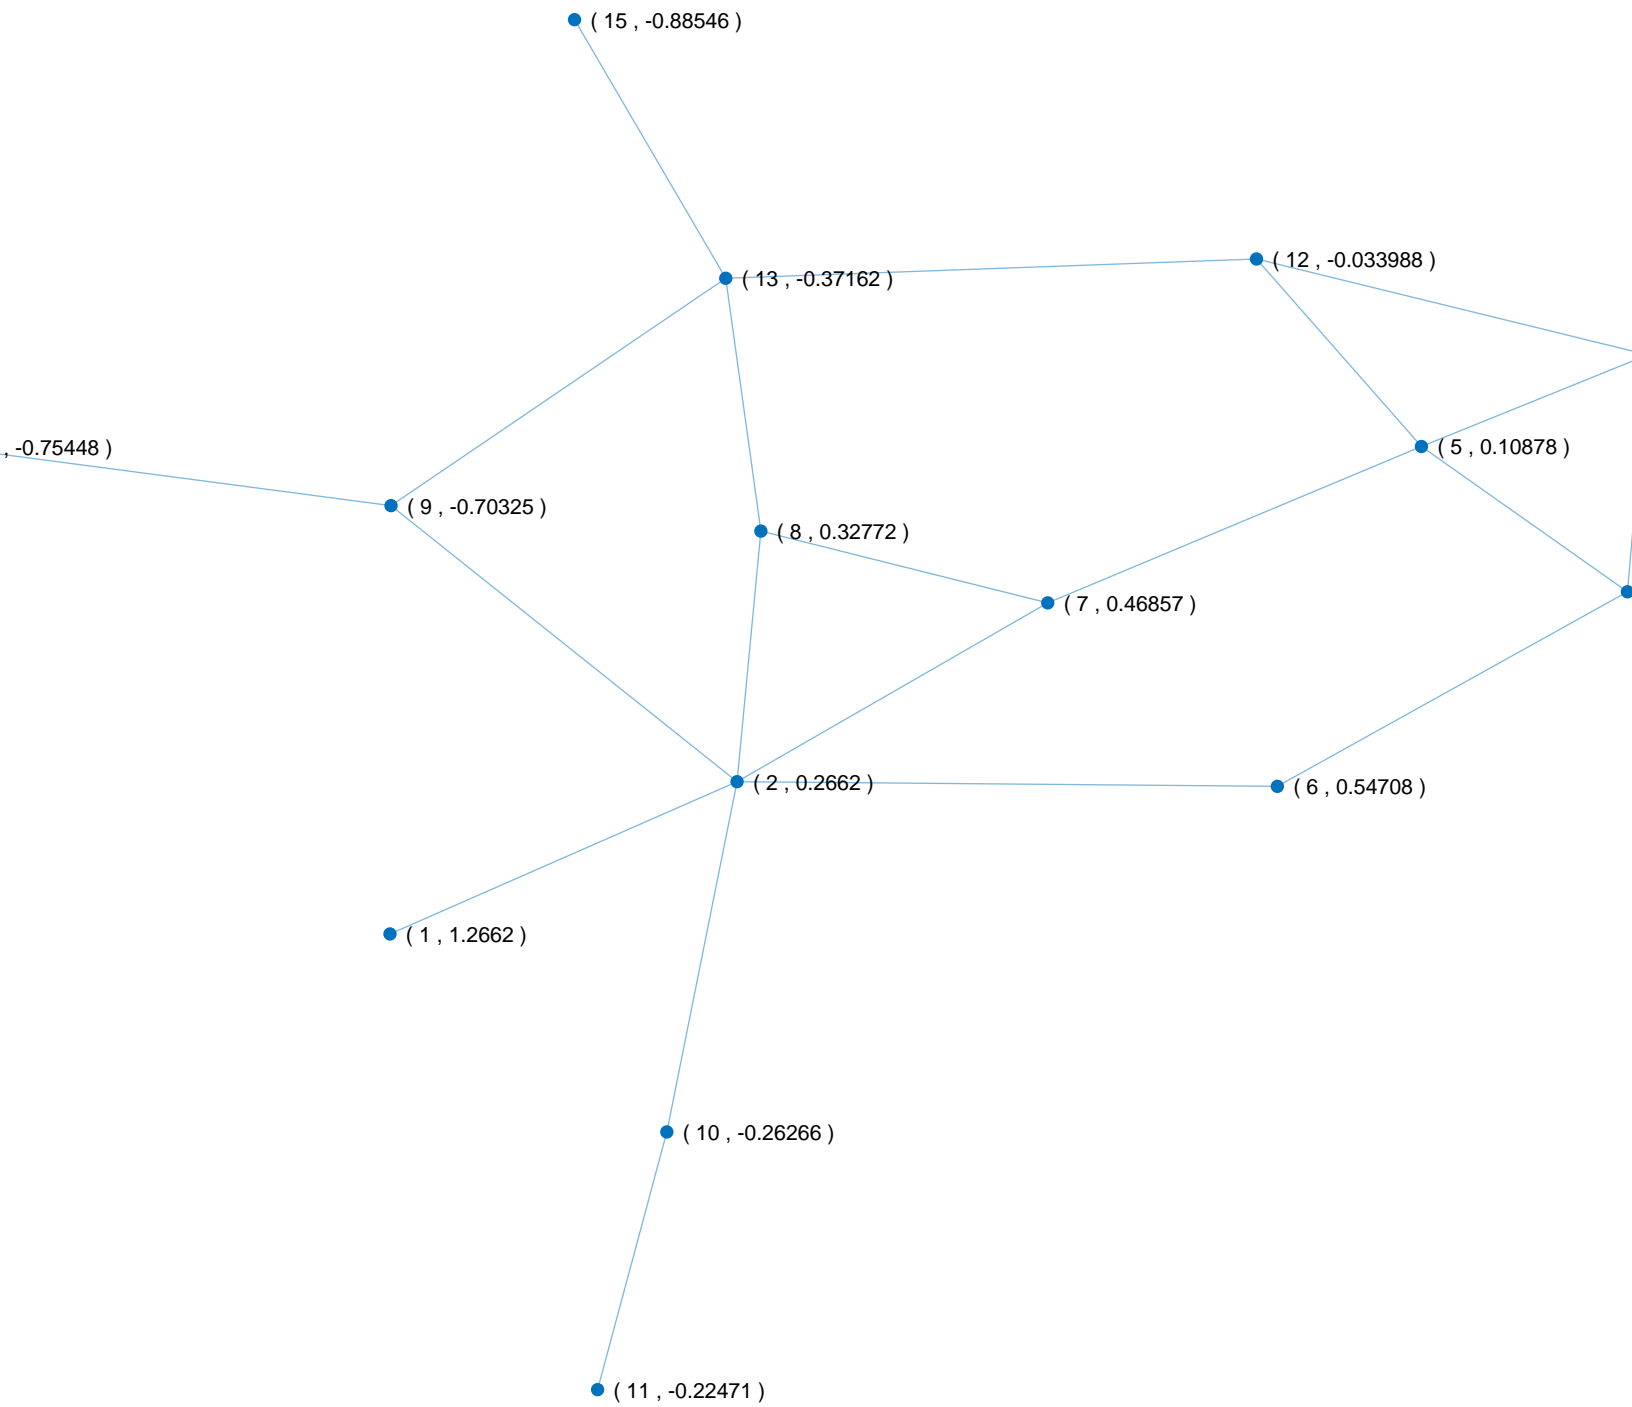 ( 15 , -0.88546 )
( 12 , -0.033988 )
( 13 , -0.37162 )
( 5 , 0.10878 )
, -0.75448 )
( 9 , -0.70325 )
( 8 , 0.32772 )
( 7 , 0.46857 )
( 2 , 0.2662 )
( 6 , 0.54708 )
( 1 , 1.2662 )
( 10 , -0.26266 )
( 11 , -0.22471 )